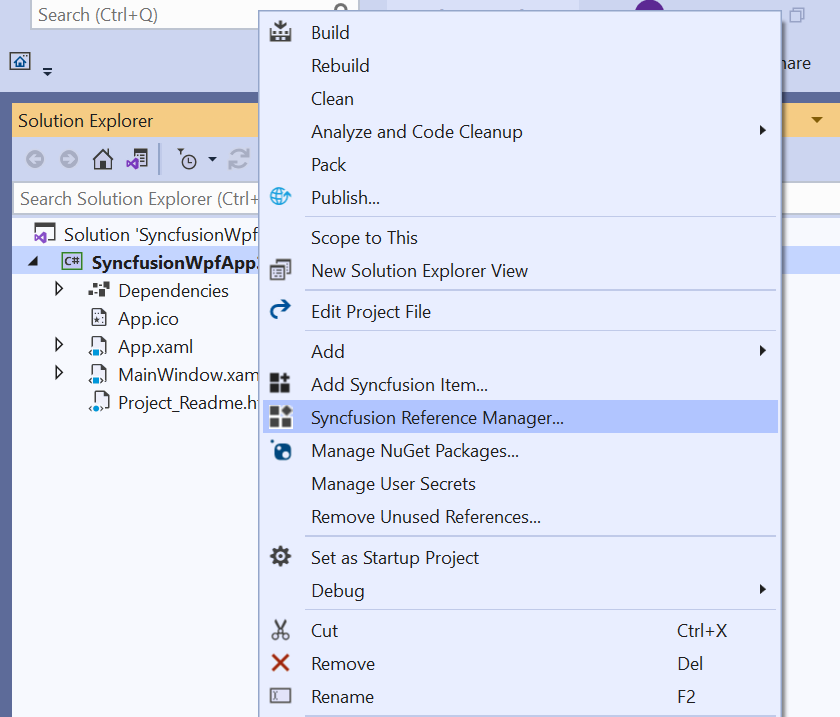 Search (Ctrl+Q)
Solution Explorer
Search Solution Explorer (Ctrl+
Solution 'SyncfusionWpf
C#
SyncfusionWpfApp
Dependencies
App.ico
App.xaml
MainWindow.xam
Project_Readme.h
Build
Rebuild
Clean
Analyze and Code Cleanup
Pack
Publish...
Scope to This
New Solution Explorer View
Edit Project File
Add
Add Syncfusion Item...
Syncfusion Reference Manager...
Manage NuGet Packages...
Manage User Secrets
Remove Unused References...
Set as Startup Project
Debug
Cut Ctrl+X
Remove Del
Rename F2